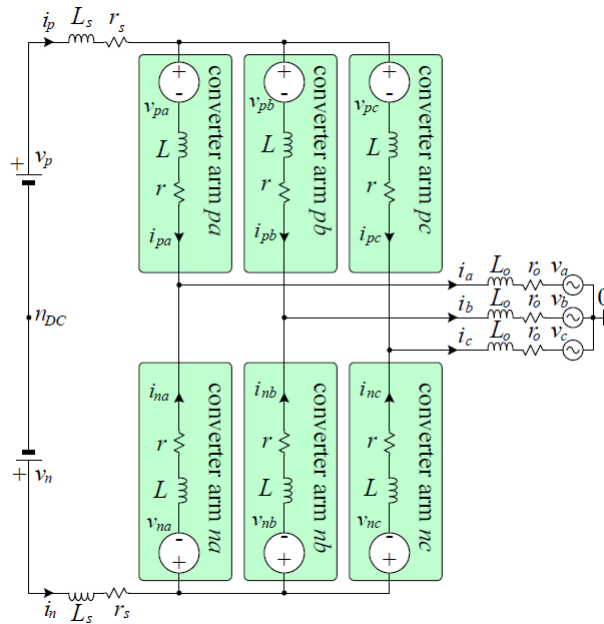 i_p L_s r_s
+ - v_pa L r i_pa converter arm pa
+ - v_pb L r i_pb converter arm pb
+ - v_pc L r i_pc converter arm pc
+ v_p
n_DC
v_n +
i_a L_o r_o v_a
i_b L_o r_o v_b
i_c L_o r_o v_c
0
i_na r L v_na - + converter arm na
i_nb r L v_nb - + converter arm nb
i_nc r L v_nc - + converter arm nc
i_n L_s r_s